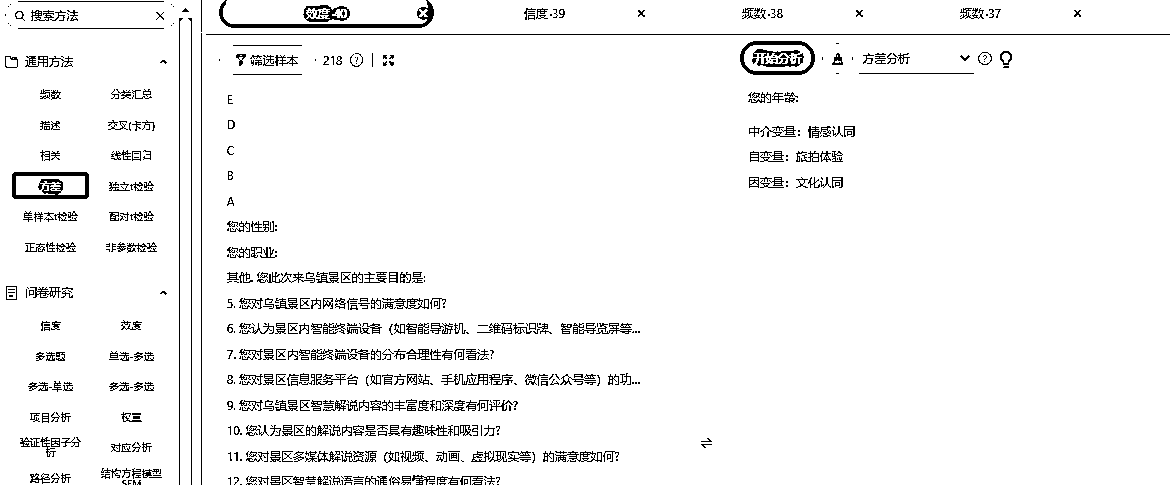 搜索方法
效度-40
信度-39
频数-38
频数-37
通用方法
频数 分类汇总
描述 交叉(卡方)
相关 线性回归
方差 独立t检验
单样本t检验 配对t检验
正态性检验 非参数检验
问卷研究
信度 效度
多选题 单选-多选
多选-单选 多选-多选
项目分析 权重
验证性因子分析 对应分析
路径分析 结构方程模型SEM
筛选样本 218
E
D
C
B
A
您的性别:
您的职业:
其他. 您此次来乌镇景区的主要目的是:
5. 您对乌镇景区内网络信号的满意度如何?
6. 您认为景区内智能终端设备（如智能导游机、二维码标识牌、智能导览屏等...
7. 您对景区内智能终端设备的分布合理性有何看法?
8. 您对景区信息服务平台（如官方网站、手机应用程序、微信公众号等）的功...
9. 您对乌镇景区智慧解说内容的丰富度和深度有何评价?
10. 您认为景区的解说内容是否具有趣味性和吸引力?
11. 您对景区多媒体解说资源（如视频、动画、虚拟现实等）的满意度如何?
12. 您对景区智慧解说语言的通俗易懂程度有何看法?
开始分析 方差分析
您的年龄:
中介变量：情感认同
自变量：旅拍体验
因变量：文化认同